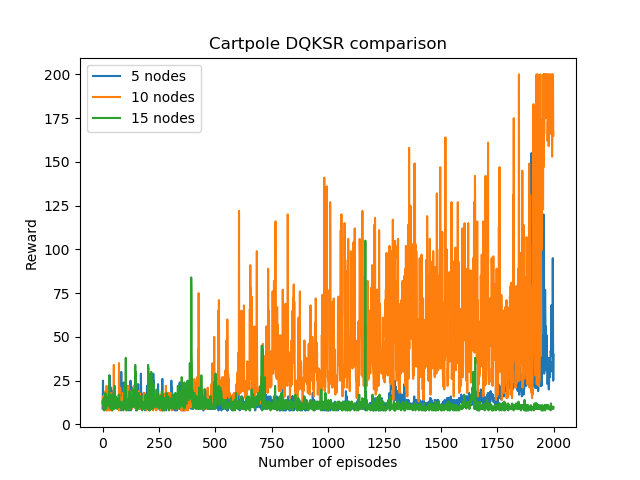 Cartpole DQKSR comparison
5 nodes
10 nodes
15 nodes
200
175
150
125
100
75
50
25
0
Reward
0 250 500 750 1000 1250 1500 1750 2000
Number of episodes